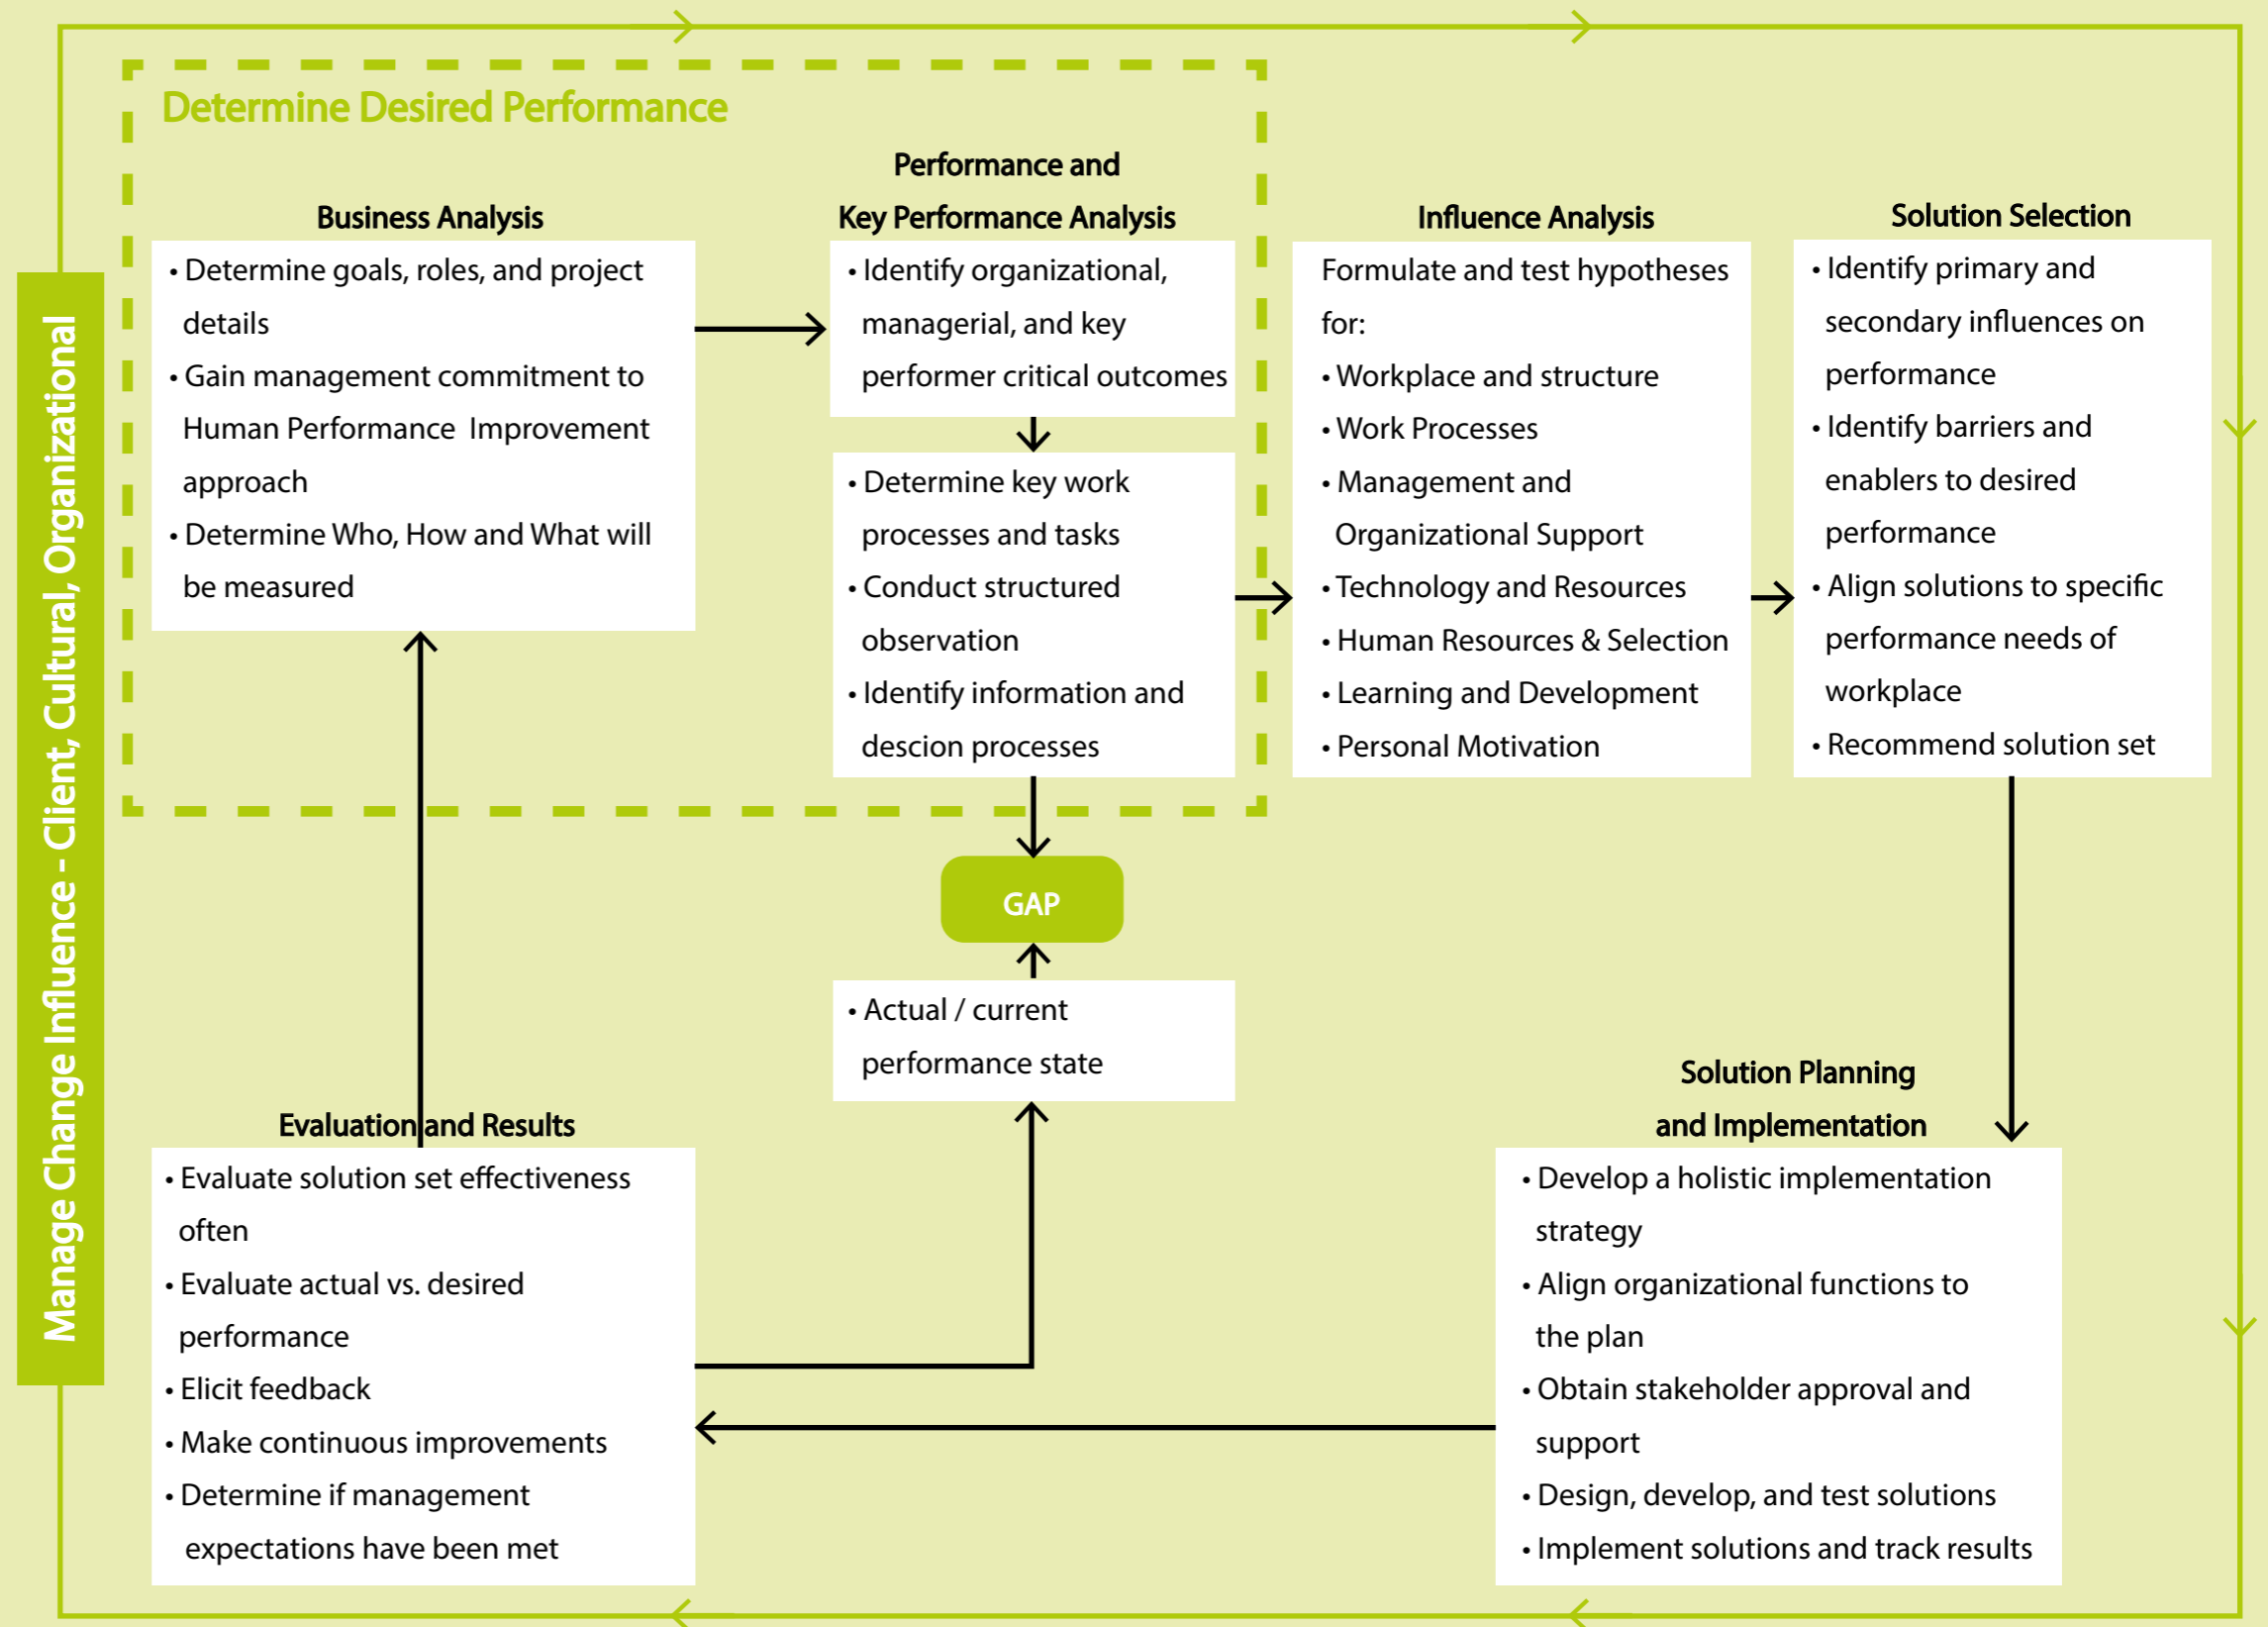 Manage Change Influence - Client, Cultural, Organizational
Determine Desired Performance
Business Analysis
• Determine goals, roles, and project
details
• Gain management commitment to
Human Performance Improvement
approach
• Determine Who, How and What will
be measured
Performance and
Key Performance Analysis
• Identify organizational,
managerial, and key
performer critical outcomes
• Determine key work
processes and tasks
• Conduct structured
observation
• Identify information and
descion processes
Influence Analysis
Formulate and test hypotheses
for:
• Workplace and structure
• Work Processes
• Management and
Organizational Support
• Technology and Resources
• Human Resources & Selection
• Learning and Development
• Personal Motivation
Solution Selection
• Identify primary and
secondary influences on
performance
• Identify barriers and
enablers to desired
performance
• Align solutions to specific
performance needs of
workplace
• Recommend solution set
GAP
• Actual / current
performance state
Solution Planning
and Implementation
• Develop a holistic implementation
strategy
• Align organizational functions to
the plan
• Obtain stakeholder approval and
support
• Design, develop, and test solutions
• Implement solutions and track results
Evaluation and Results
• Evaluate solution set effectiveness
often
• Evaluate actual vs. desired
performance
• Elicit feedback
• Make continuous improvements
• Determine if management
expectations have been met